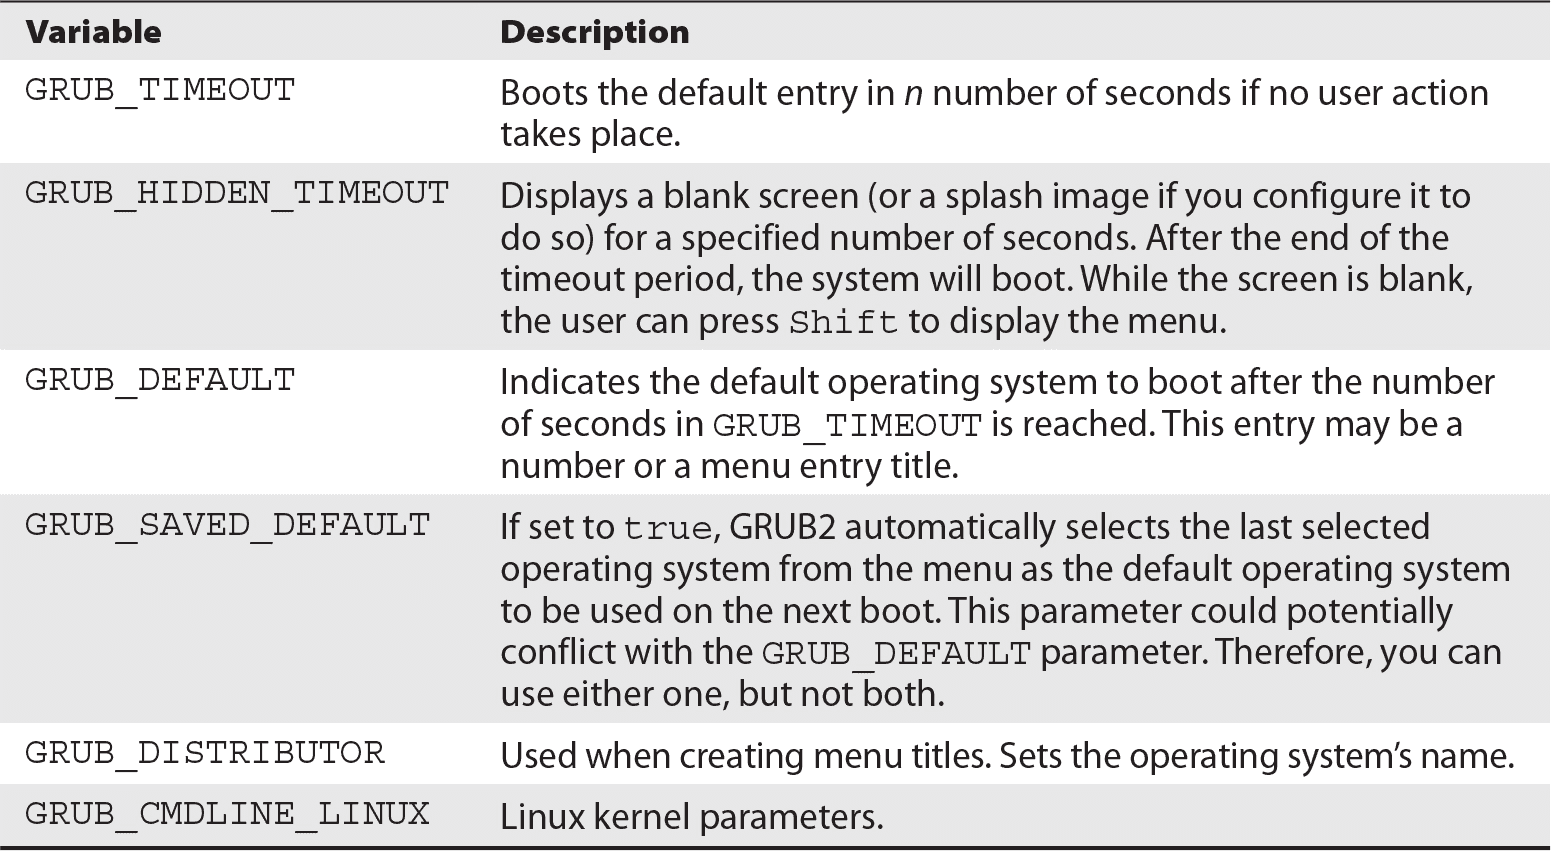 Variable Description
GRUB_TIMEOUT Boots the default entry in n number of seconds if no user action
takes place.
GRUB_HIDDEN_TIMEOUT Displays a blank screen (or a splash image if you configure it to
do so) for a specified number of seconds. After the end of the
timeout period, the system will boot. While the screen is blank,
the user can press Shift to display the menu.
GRUB_DEFAULT Indicates the default operating system to boot after the number
of seconds in GRUB_TIMEOUT is reached. This entry may be a
number or a menu entry title.
GRUB_SAVED_DEFAULT If set to true, GRUB2 automatically selects the last selected
operating system from the menu as the default operating system
to be used on the next boot. This parameter could potentially
conflict with the GRUB_DEFAULT parameter. Therefore, you can
use either one, but not both.
GRUB_DISTRIBUTOR Used when creating menu titles. Sets the operating system’s name.
GRUB_CMDLINE_LINUX Linux kernel parameters.